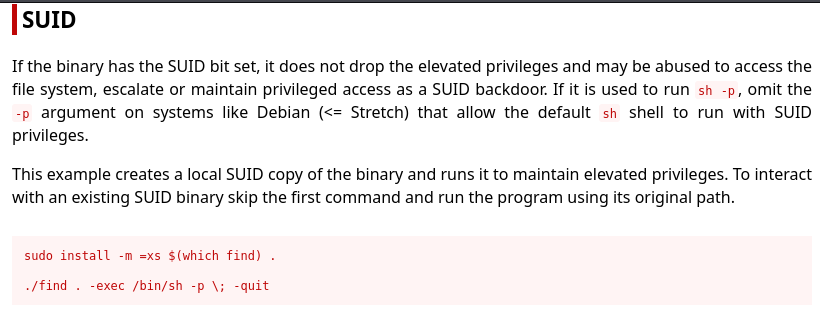 SUID
If the binary has the SUID bit set, it does not drop the elevated privileges and may be abused to access the
file system, escalate or maintain privileged access as a SUID backdoor. If it is used to run sh -p, omit the
-p argument on systems like Debian (<= Stretch) that allow the default sh shell to run with SUID
privileges.
This example creates a local SUID copy of the binary and runs it to maintain elevated privileges. To interact
with an existing SUID binary skip the first command and run the program using its original path.
sudo install -m =xs $(which find) .
./find . -exec /bin/sh -p \; -quit